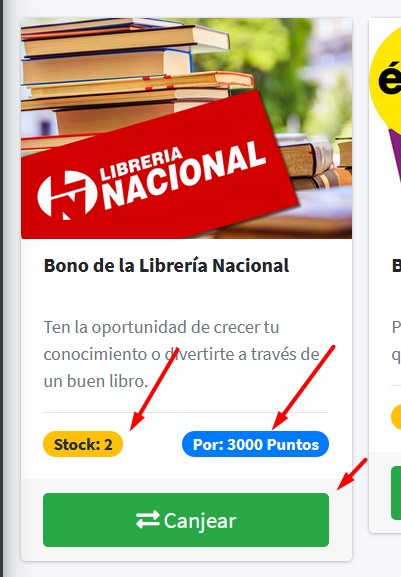 LIBRERIA
NACIONAL
Bono de la Librería Nacional
Ten la oportunidad de crecer tu
conocimiento o divertirte a través de
un buen libro.
Stock: 2
Por: 3000 Puntos
Canjear
é
B
P
q